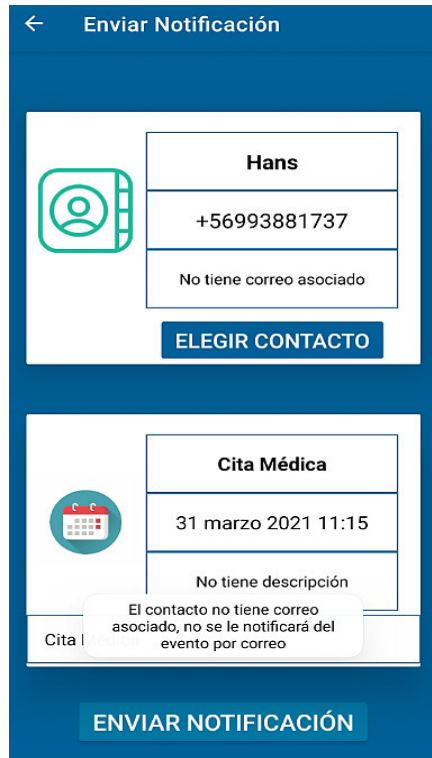 Enviar Notificación
Hans
+56993881737
No tiene correo asociado
ELEGIR CONTACTO
Cita Médica
31 marzo 2021 11:15
No tiene descripción
El contacto no tiene correo
asociado, no se le notificará del
evento por correo
Cita
ENVIAR NOTIFICACIÓN